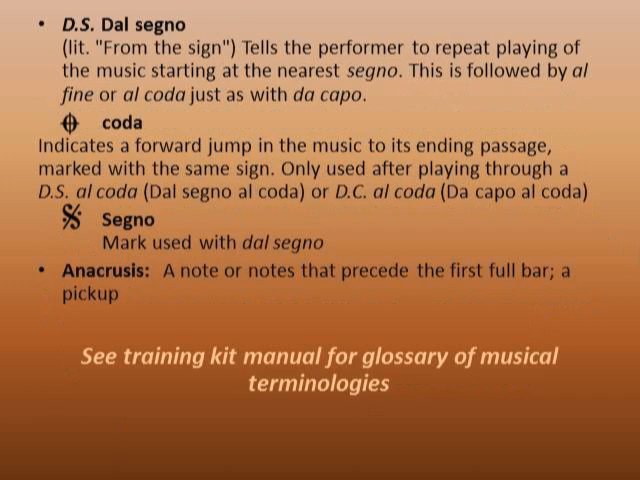 • D.S. Dal segno
(lit. "From the sign") Tells the performer to repeat playing of
the music starting at the nearest segno. This is followed by al
fine or al coda just as with da capo.
coda
Indicates a forward jump in the music to its ending passage,
marked with the same sign. Only used after playing through a
D.S. al coda (Dal segno al coda) or D.C. al coda (Da capo al coda)
Segno
Mark used with dal segno
• Anacrusis: A note or notes that precede the first full bar; a
pickup
See training kit manual for glossary of musical
terminologies